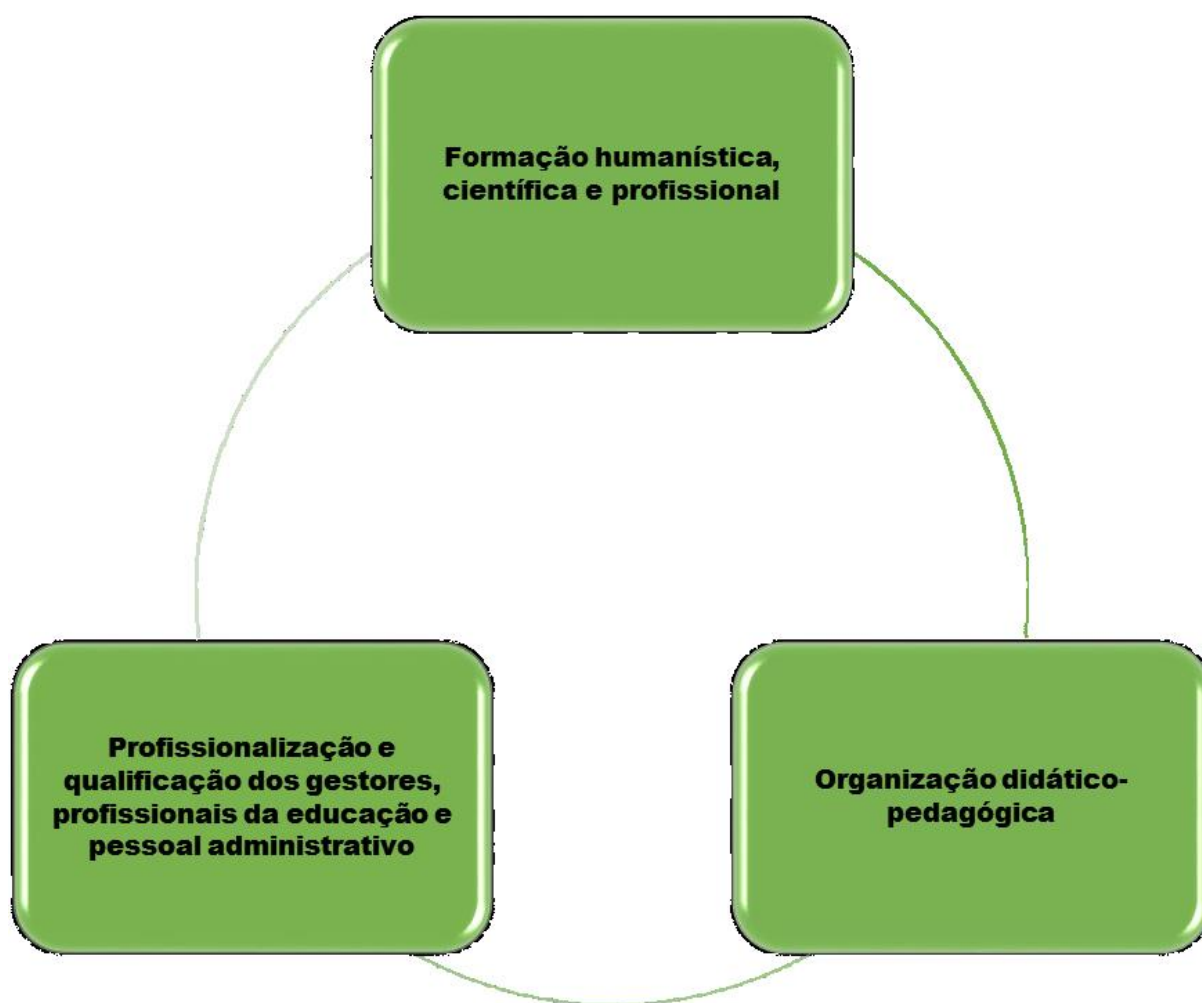 Formação humanística,
científica e profissional
Profissionalização e
qualificação dos gestores,
profissionais da educação e
pessoal administrativo
Organização didático-
pedagógica